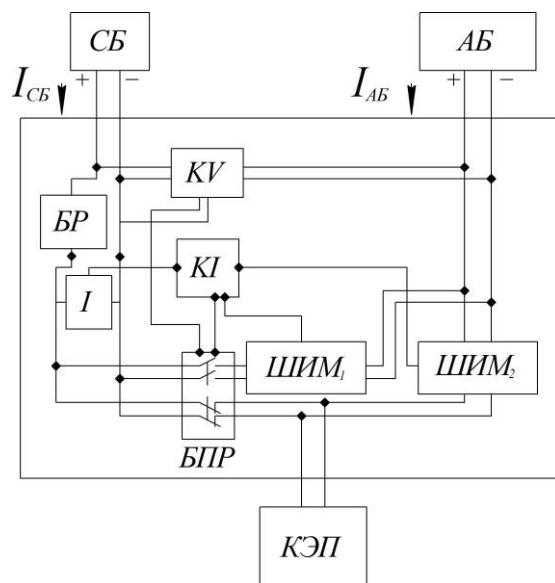 СБ
АБ
+ −
+ −
I_СБ
I_АБ
KV
БР
KI
I
ШИМ₁
ШИМ₂
БПР
КЭП